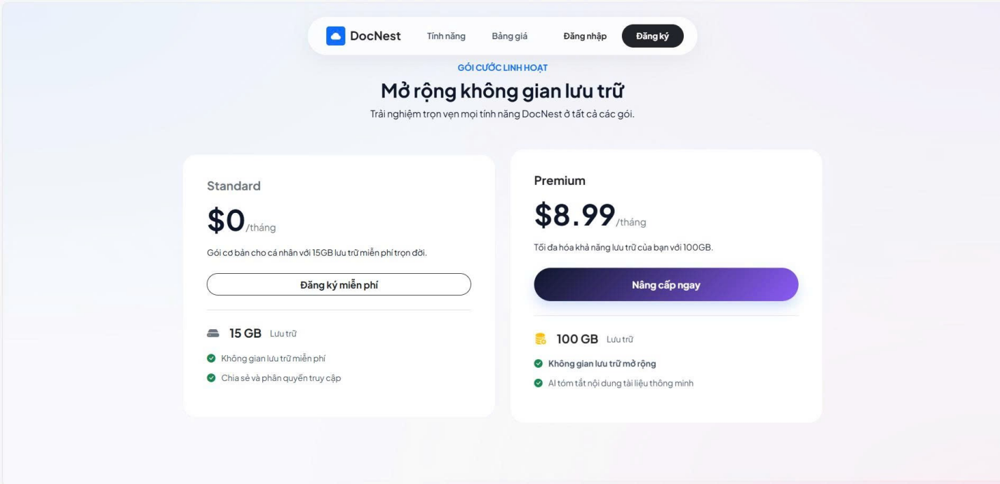 DocNest Tính năng Bảng giá Đăng nhập Đăng ký
GÓI CƯỚC LINH HOẠT
Mở rộng không gian lưu trữ
Trải nghiệm trọn vẹn mọi tính năng DocNest ở tất cả các gói.
Standard
$0/tháng
Gói cơ bản cho cá nhân với 15GB lưu trữ miễn phí trọn đời.
Đăng ký miễn phí
15 GB Lưu trữ
Không gian lưu trữ miễn phí
Chia sẻ và phân quyền truy cập
Premium
$8.99/tháng
Tối đa hóa khả năng lưu trữ của bạn với 100GB.
Nâng cấp ngay
100 GB Lưu trữ
Không gian lưu trữ mở rộng
AI tóm tắt nội dung tài liệu thông minh